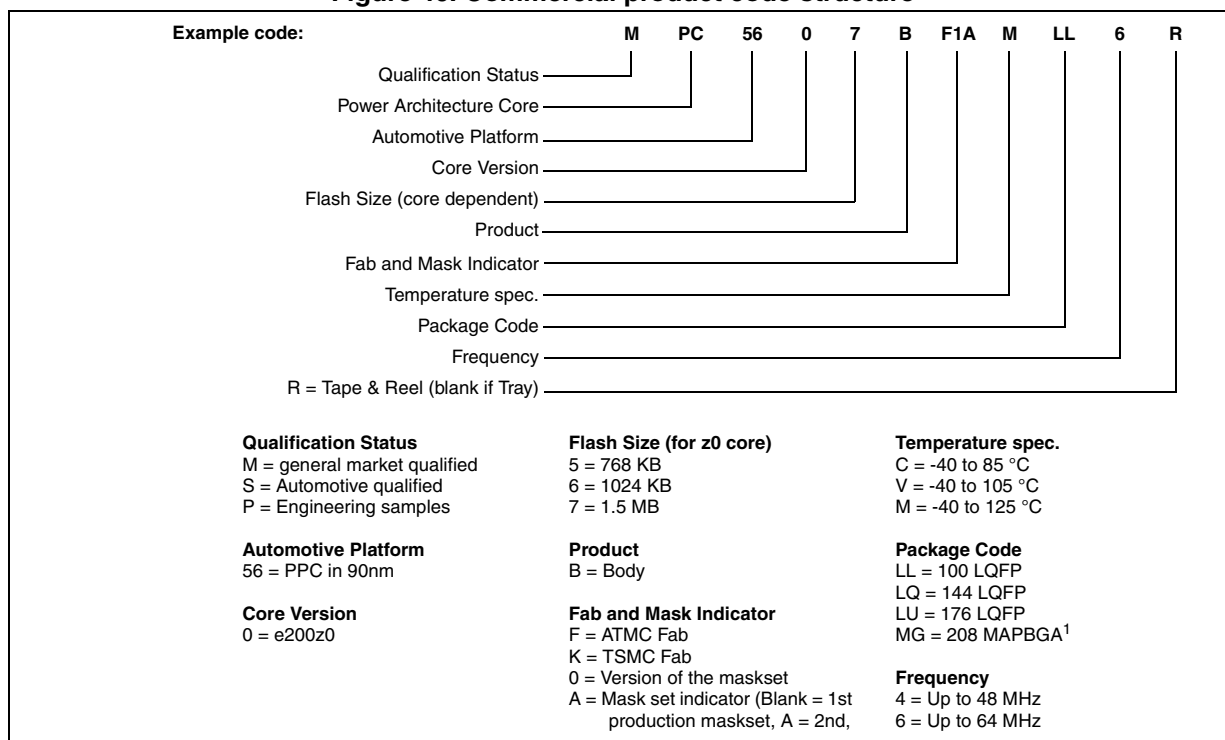 Figure 45. Commercial product code structure
Example code: M PC 56 0 7 B F1A M LL 6 R
Qualification Status
Power Architecture Core
Automotive Platform
Core Version
Flash Size (core dependent)
Product
Fab and Mask Indicator
Temperature spec.
Package Code
Frequency
R = Tape & Reel (blank if Tray)
Qualification Status
M = general market qualified
S = Automotive qualified
P = Engineering samples
Automotive Platform
56 = PPC in 90nm
Core Version
0 = e200z0
Flash Size (for z0 core)
5 = 768 KB
6 = 1024 KB
7 = 1.5 MB
Product
B = Body
Fab and Mask Indicator
F = ATMC Fab
K = TSMC Fab
0 = Version of the maskset
A = Mask set indicator (Blank = 1st
production maskset, A = 2nd,
Temperature spec.
C = -40 to 85 °C
V = -40 to 105 °C
M = -40 to 125 °C
Package Code
LL = 100 LQFP
LQ = 144 LQFP
LU = 176 LQFP
MG = 208 MAPBGA1
Frequency
4 = Up to 48 MHz
6 = Up to 64 MHz